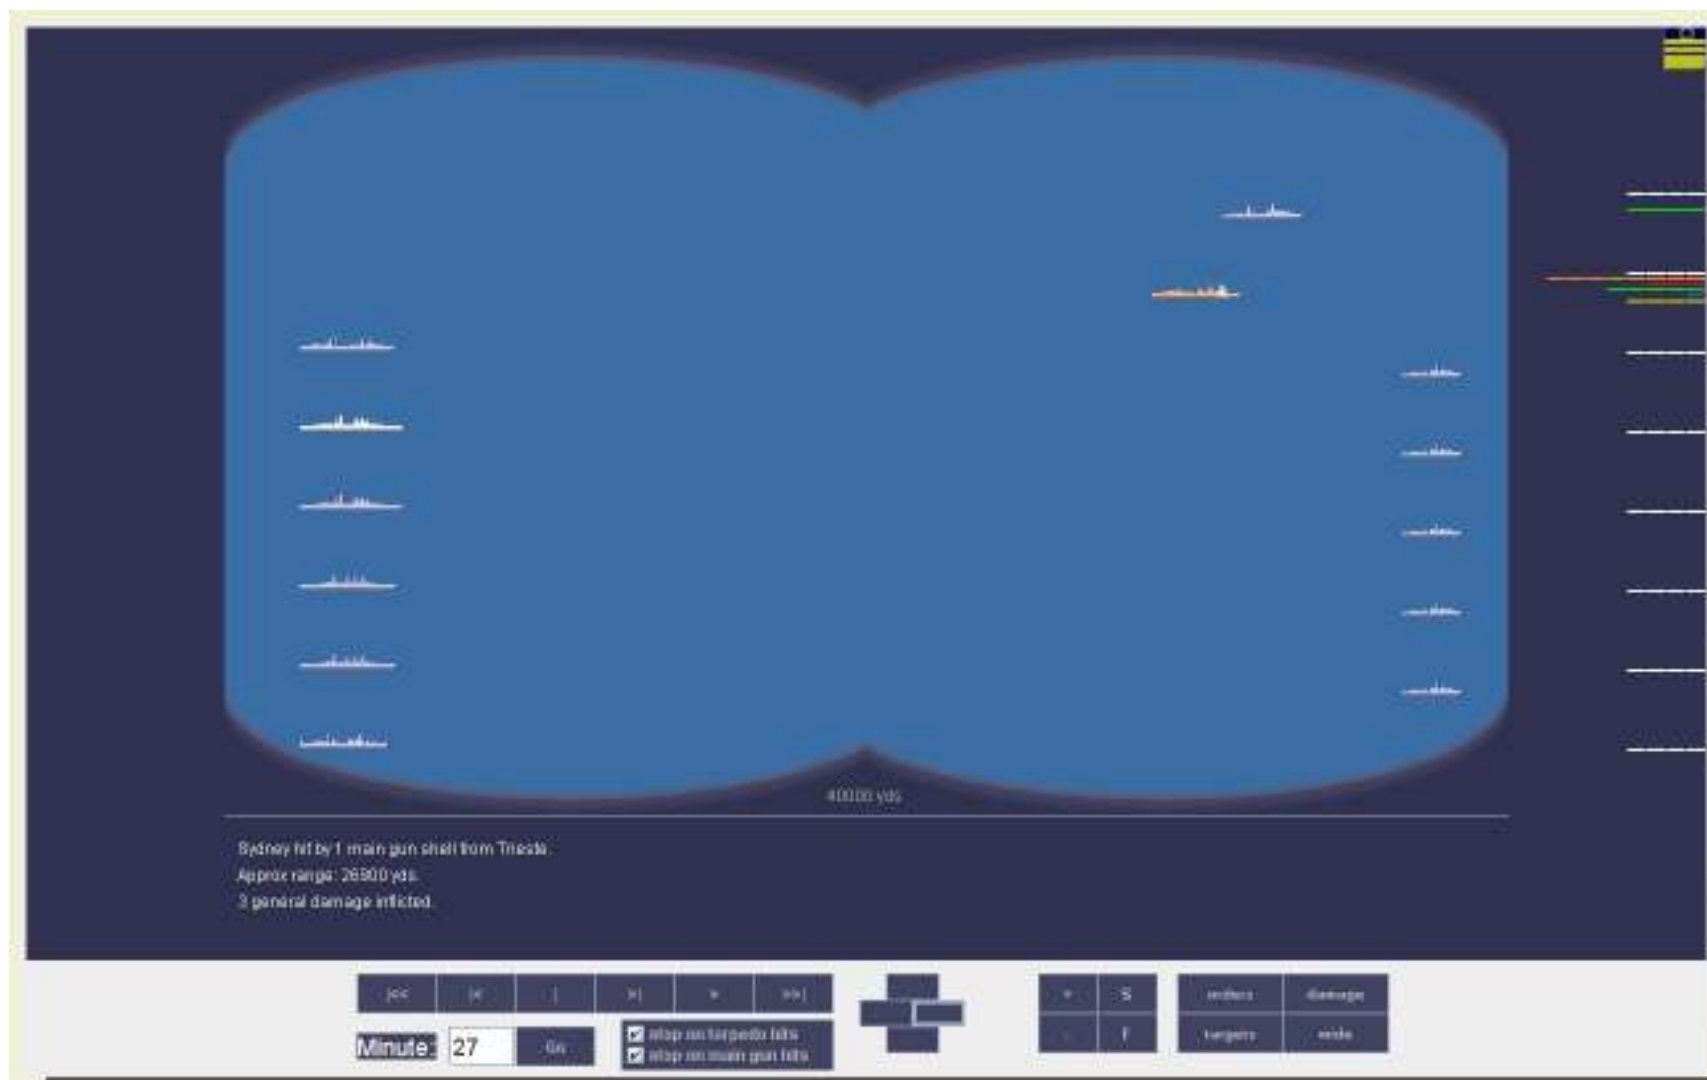 40000 yds
Sydney hit by 1 main gun shell from Trieste.
Approx range: 26900 yds.
3 general damage inflicted.
|<< |< | >| > >>|
+ S orders damage
Minute: 27 Go
stop on torpedo hits
stop on main gun hits
- F targets wide